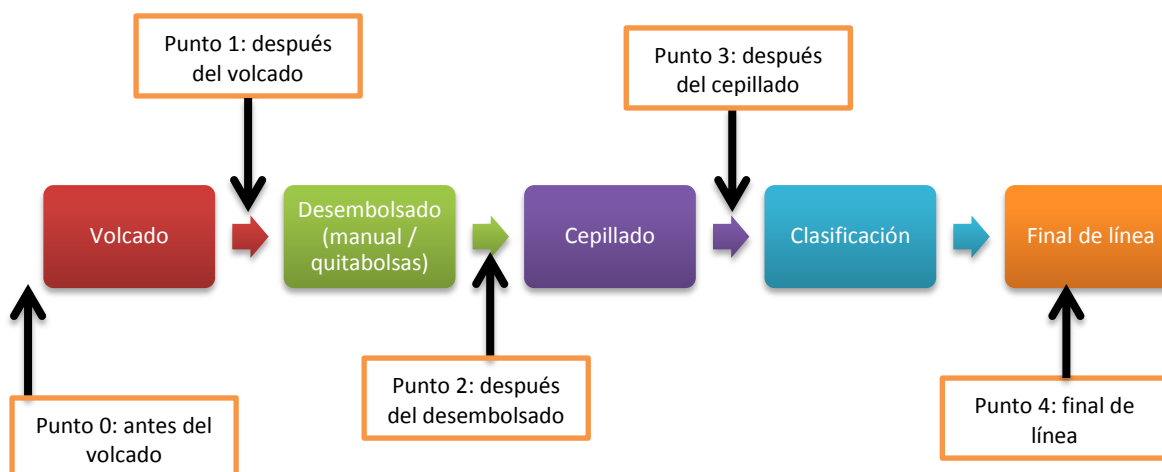 Punto 1: después
del volcado
Punto 3: después
del cepillado
Volcado
Desembolsado
(manual /
quitabolsas)
Cepillado
Clasificación
Final de línea
Punto 0: antes del
volcado
Punto 2: después
del desembolsado
Punto 4: final de
línea